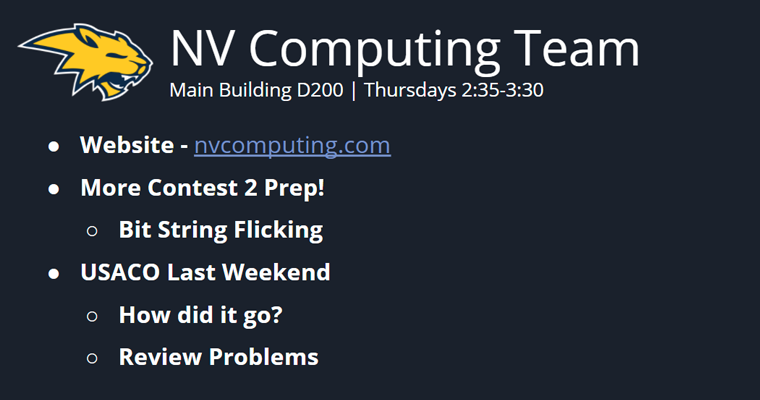 NV Computing Team
Main Building D200 | Thursdays 2:35-3:30
● Website - nvcomputing.com
● More Contest 2 Prep!
○ Bit String Flicking
● USACO Last Weekend
○ How did it go?
○ Review Problems